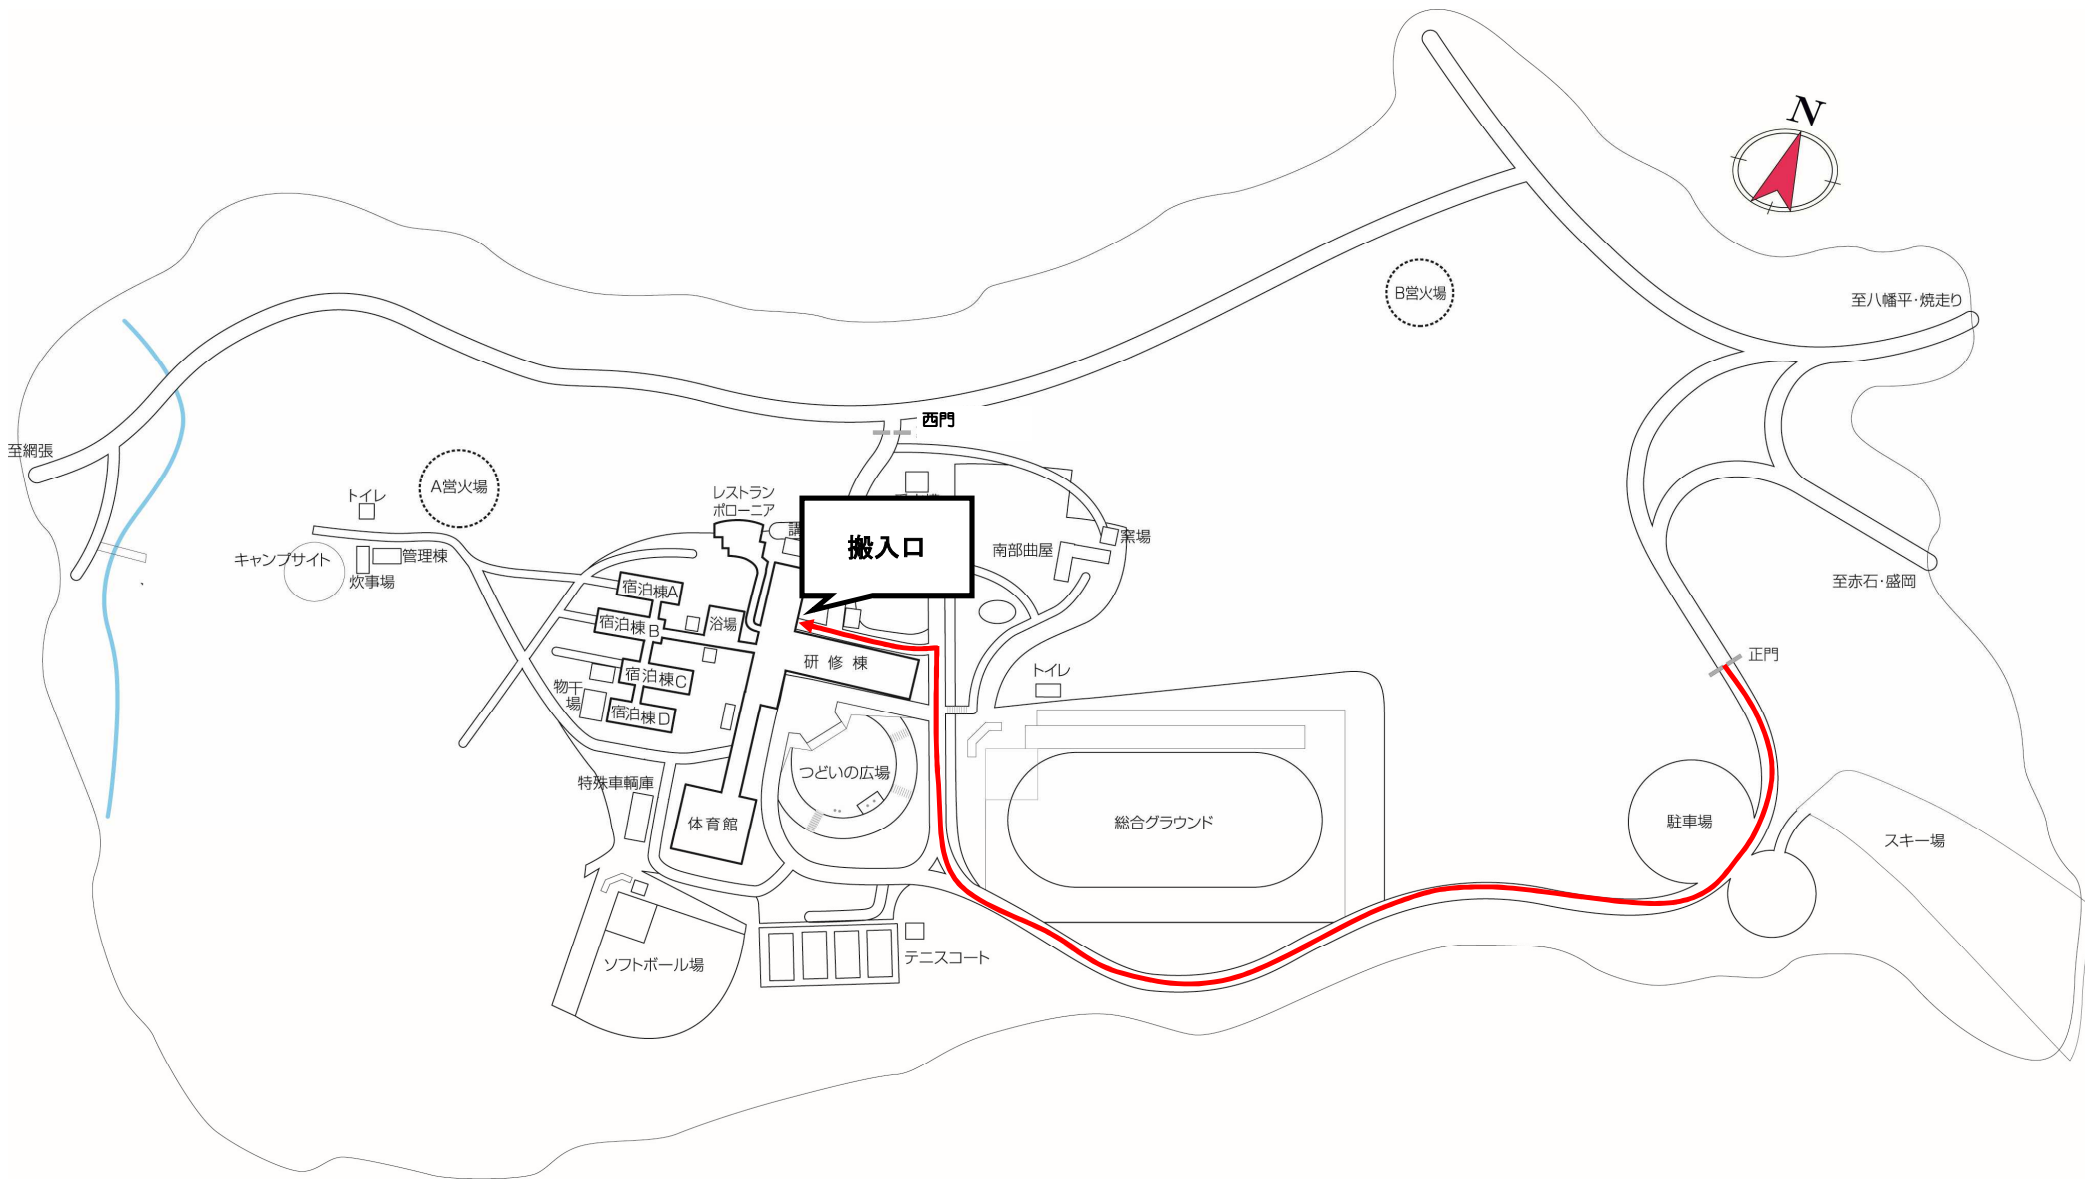 N
B営火場
至八幡平・焼走り
西門
至網張
A営火場
トイレ
レストラン
ポローニア
講
搬入口
窯場
南部曲屋
キャンプサイト
管理棟
炊事場
宿泊棟A
宿泊棟B
浴場
至赤石・盛岡
正門
研修棟
トイレ
宿泊棟C
物干
場
宿泊棟D
つどいの広場
特殊車輌庫
体育館
総合グラウンド
駐車場
スキー場
テニスコート
ソフトボール場